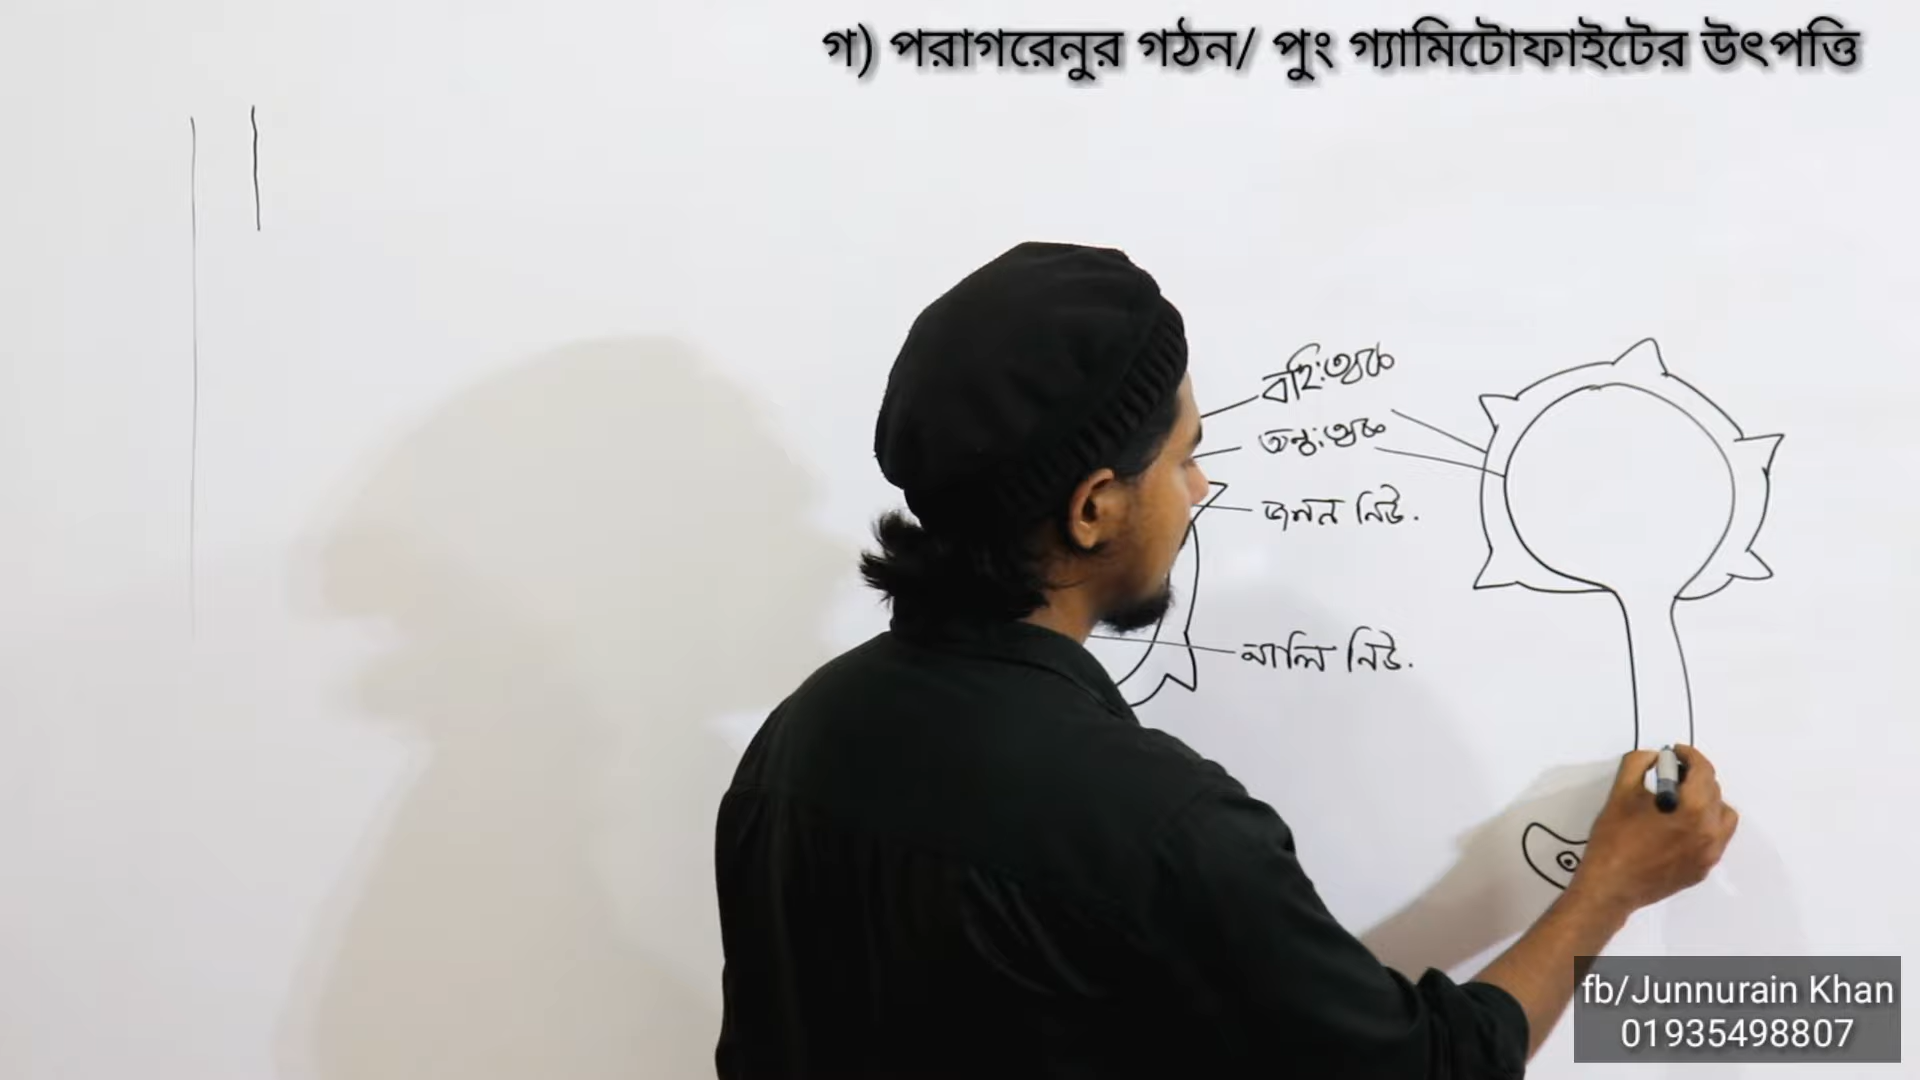 গ) পরাগরেনুর গঠন/ পুং গ্যামিটোফাইটের উৎপত্তি
বহিঃত্বক
অন্তঃত্বক
জনন নিউ.
নালি নিউ.
fb/Junnurain Khan
01935498807